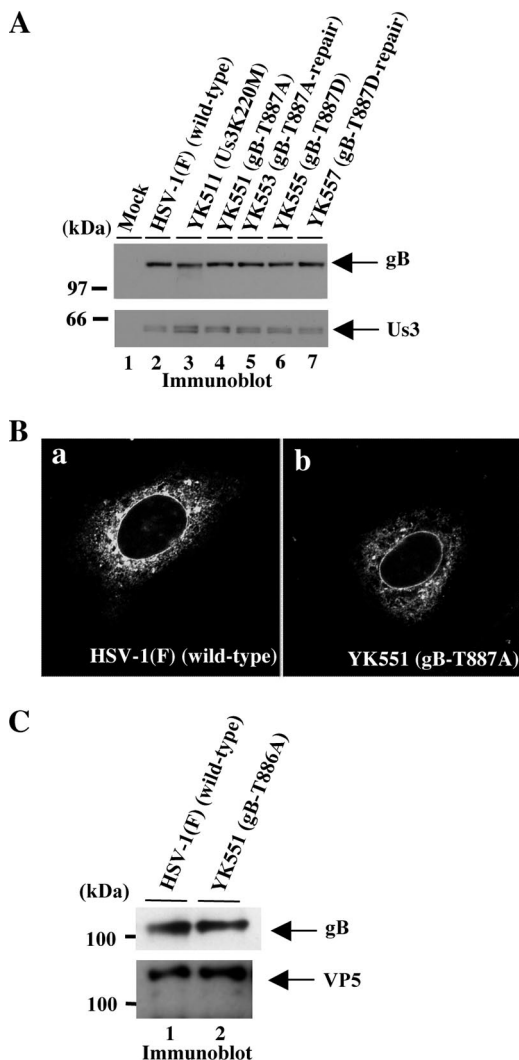 A
(kDa)
Mock
HSV-1(F) (wild-type)
YK511 (Us3K220M)
YK551 (gB-T887A)
YK553 (gB-T887A-repair)
YK555 (gB-T887D)
YK557 (gB-T887D-repair)
gB
97
66
Us3
1 2 3 4 5 6 7
Immunoblot
B
a
b
HSV-1(F) (wild-type)
YK551 (gB-T887A)
C
HSV-1(F) (wild-type)
YK551 (gB-T886A)
(kDa)
100
gB
VP5
100
1 2
Immunoblot